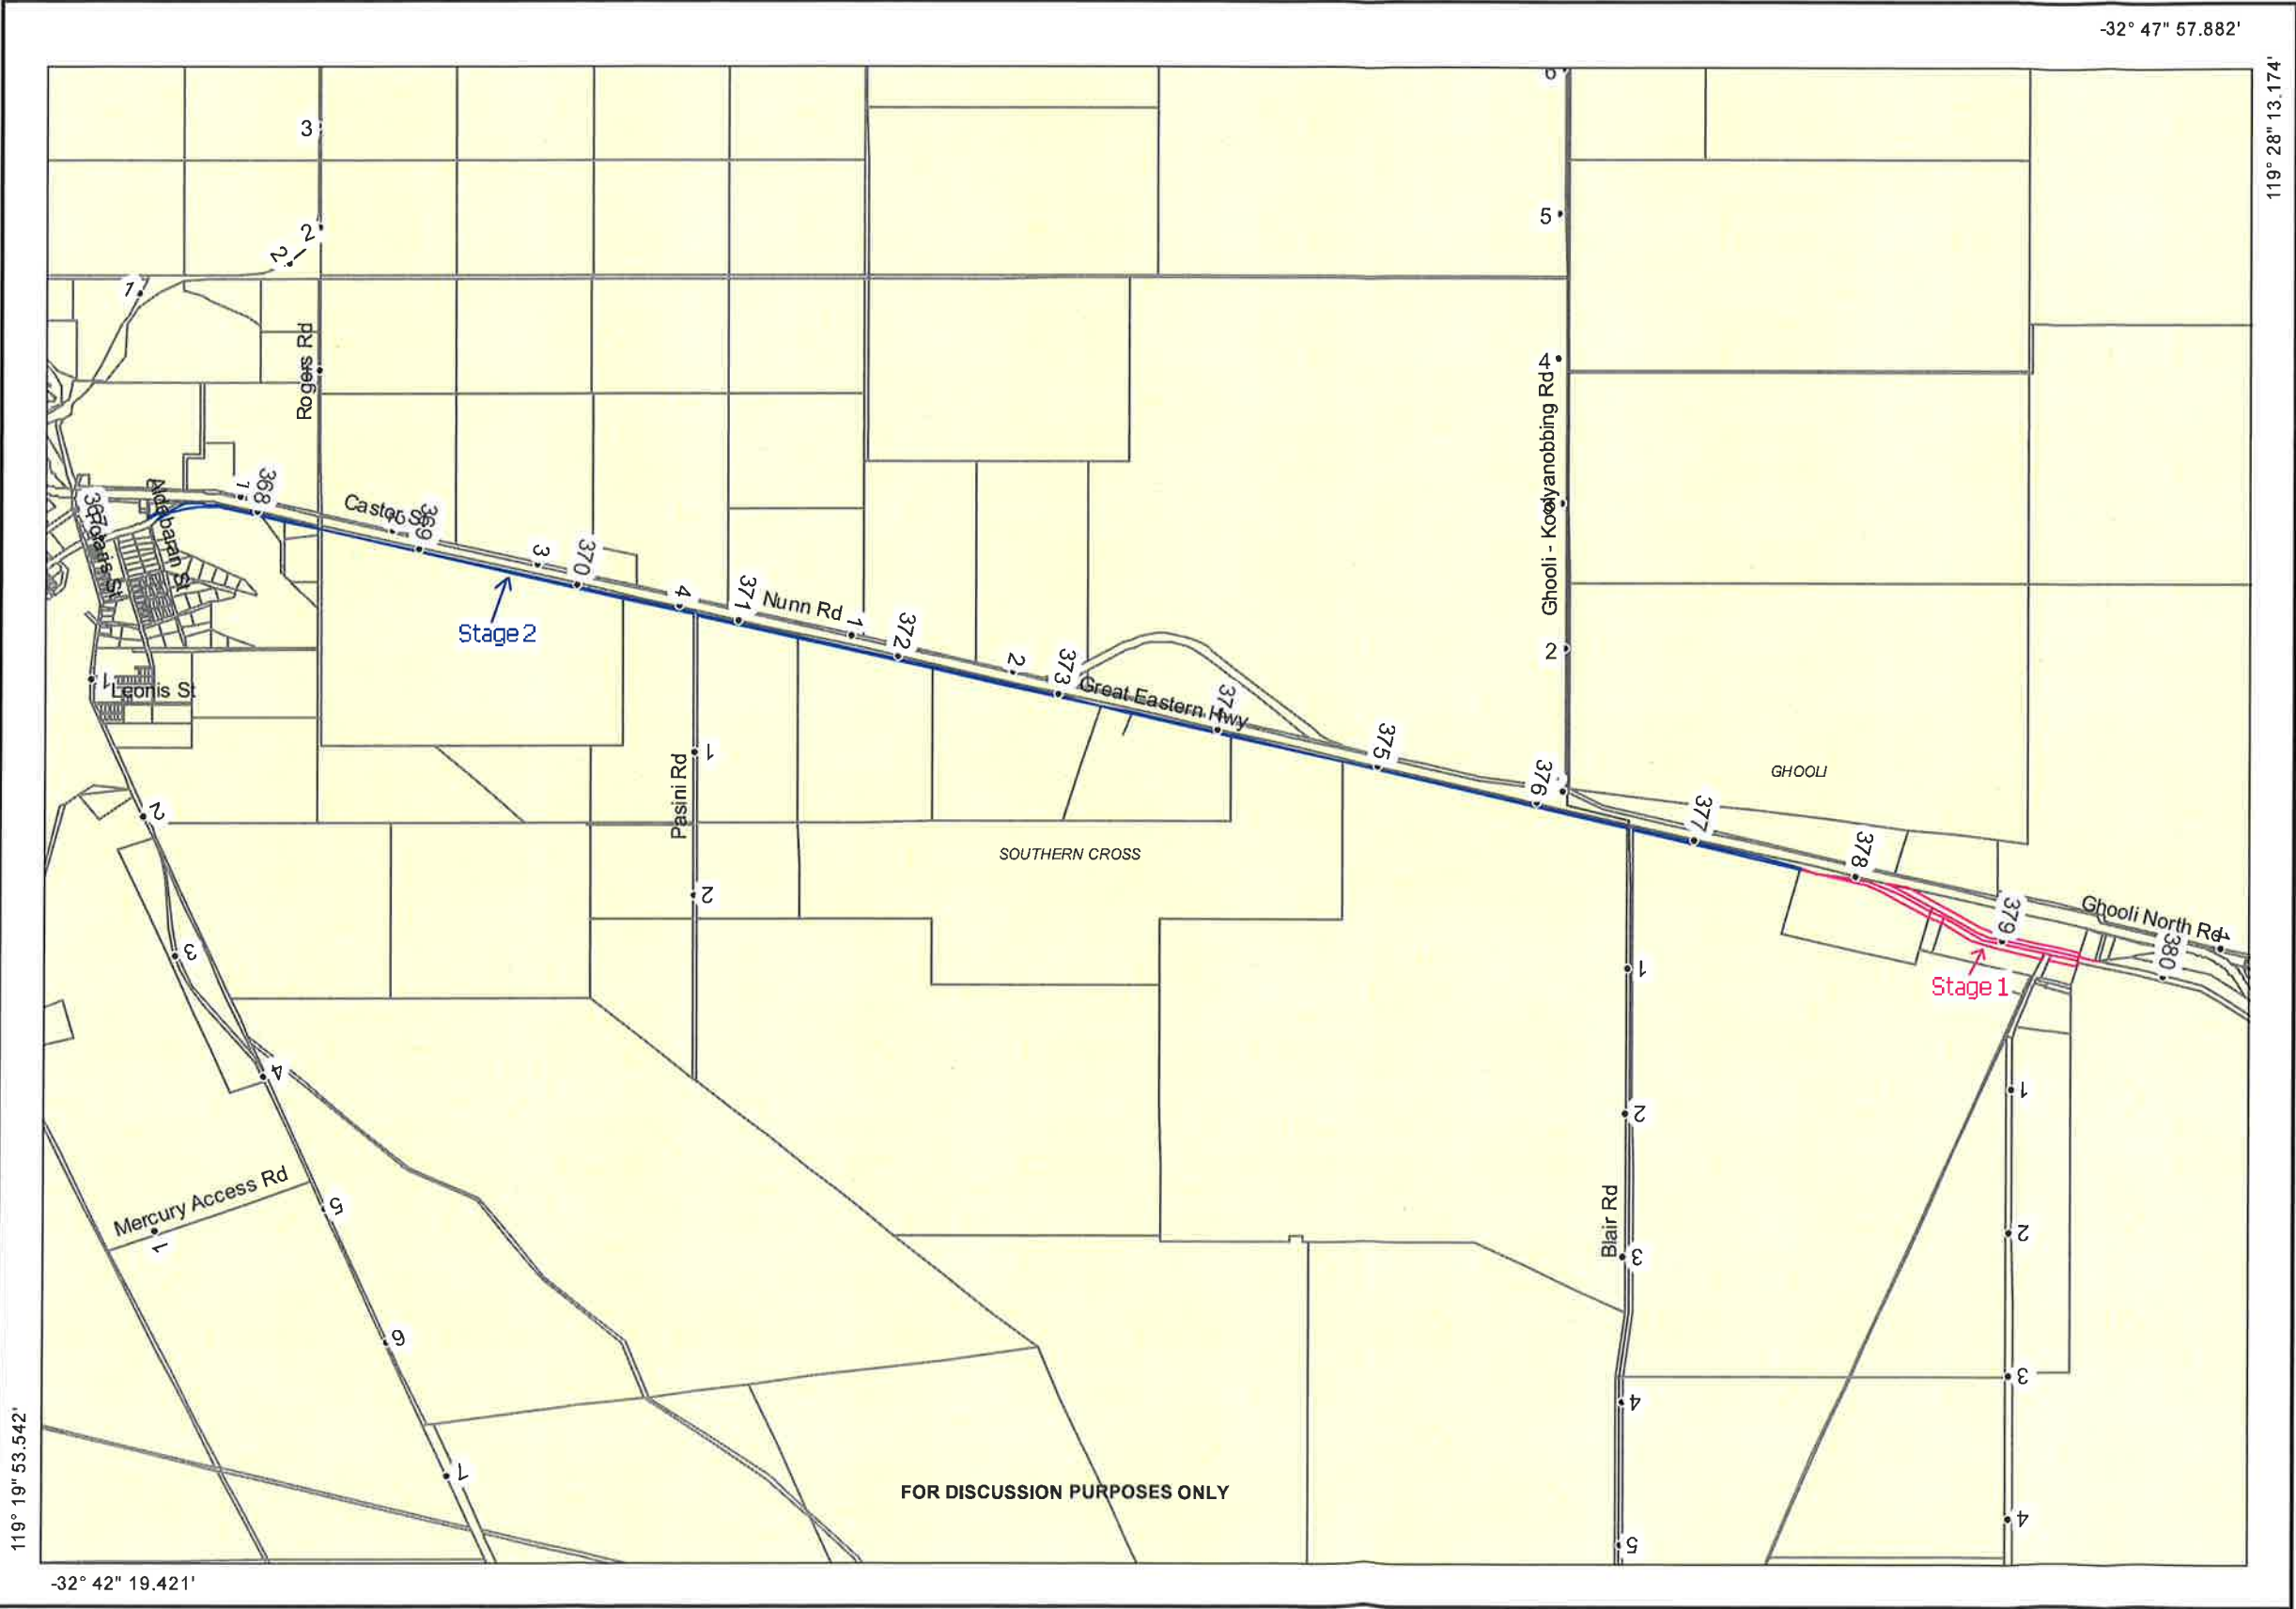 -32° 47" 57.882'
119° 28" 13.174'
6
3
5
2
2
1
4
Rogers Rd
Ghooli - Koolyanobbing Rd
Aldebaran St
Polaris St
367
1
368
Castor St
369
3
370
4
371
Nunn Rd
1
372
2
373
Great Eastern Hwy
375
376
377
378
379
380
Ghooli North Rd
4
Stage 2
Stage 1
2
1
Leonis St
GHOOLI
SOUTHERN CROSS
Pasini Rd
1
2
2
3
4
5
6
7
Mercury Access Rd
1
Blair Rd
1
2
3
4
5
1
2
3
4
FOR DISCUSSION PURPOSES ONLY
119° 19" 53.542'
-32° 42" 19.421'